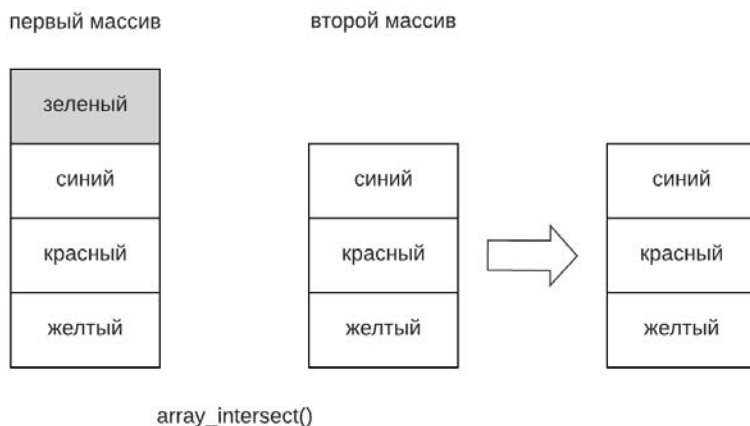 первый массив
второй массив
зеленый
синий
синий
синий
красный
красный
красный
желтый
желтый
желтый
array_intersect()